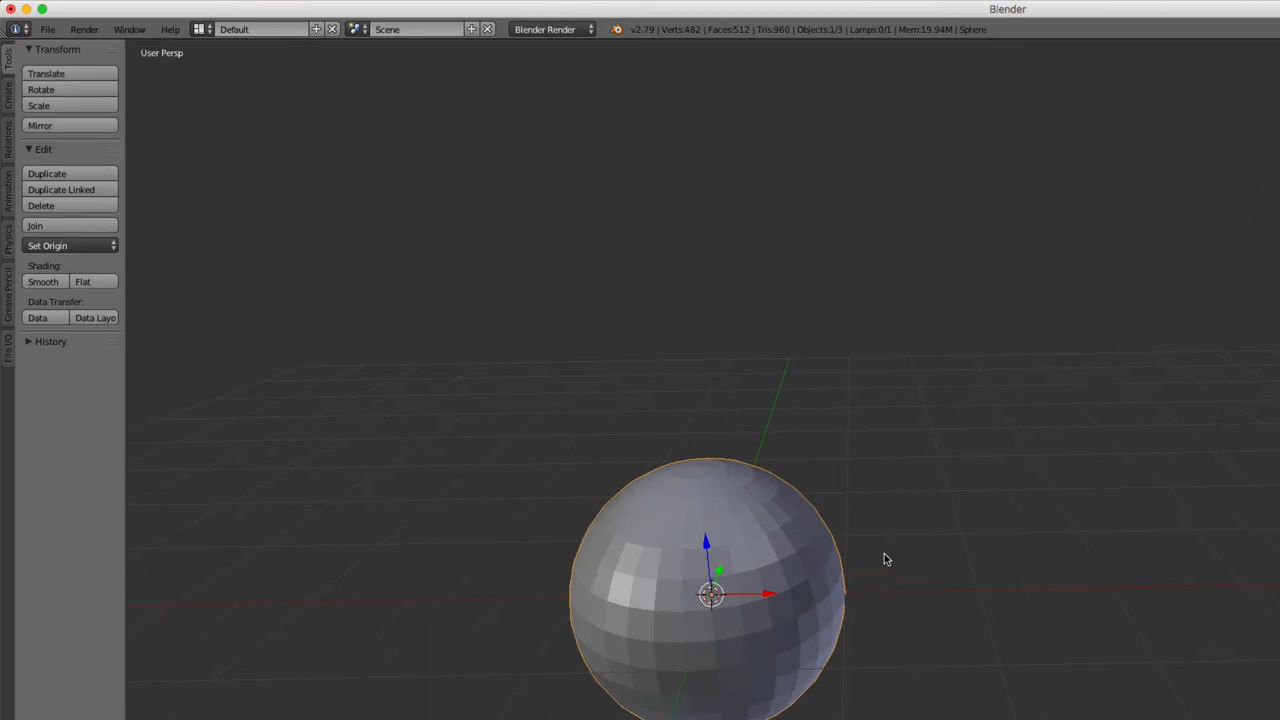 Blender
File Render Window Help Default Scene Blender Render v2.79 | Verts:482 | Faces:512 | Tris:960 | Objects:1/3 | Lamps:0/1 | Mem:19.94M | Sphere
User Persp
Tools
Create
Relations
Animation
Physics
Grease Pencil
File I/O
Transform
Translate
Rotate
Scale
Mirror
Edit
Duplicate
Duplicate Linked
Delete
Join
Set Origin
Shading:
Smooth Flat
Data Transfer:
Data Data Layo
History